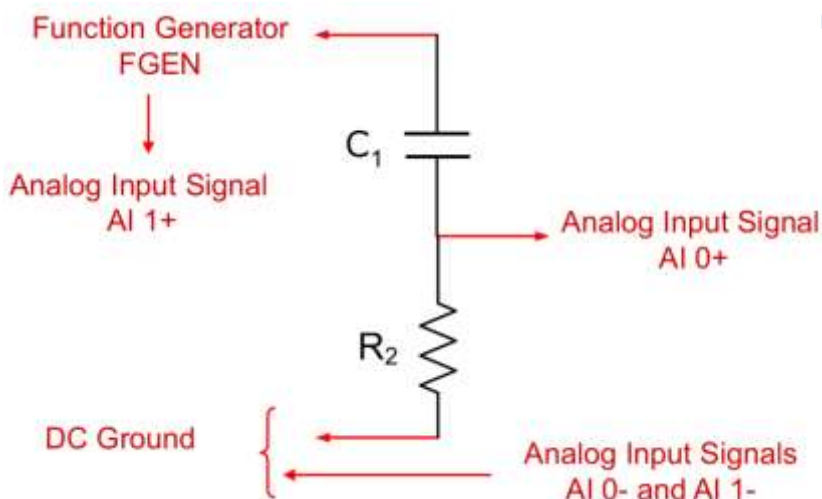 Function Generator
FGEN
C1
Analog Input Signal
AI 1+
Analog Input Signal
AI 0+
R2
DC Ground
Analog Input Signals
AI 0- and AI 1-